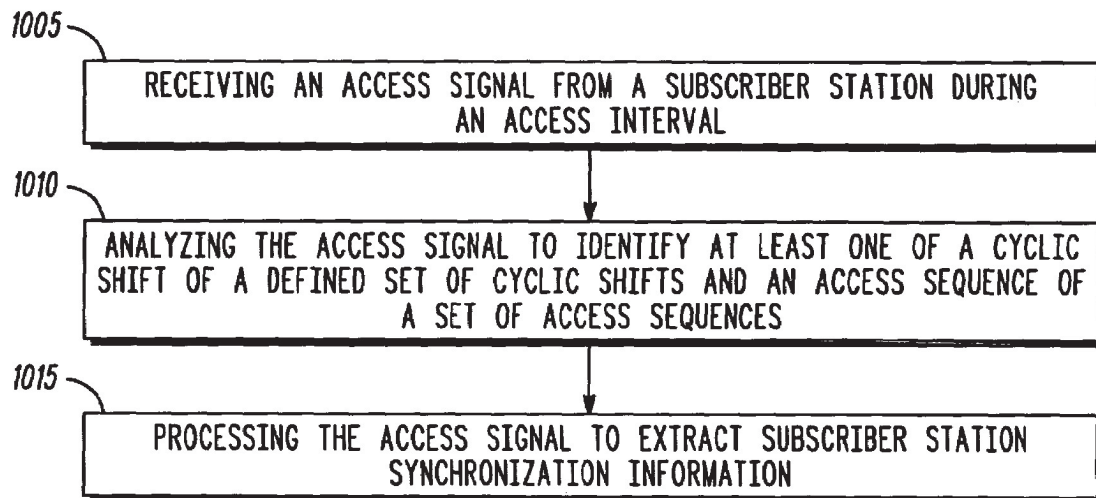 1005
RECEIVING AN ACCESS SIGNAL FROM A SUBSCRIBER STATION DURING
AN ACCESS INTERVAL
1010
ANALYZING THE ACCESS SIGNAL TO IDENTIFY AT LEAST ONE OF A CYCLIC
SHIFT OF A DEFINED SET OF CYCLIC SHIFTS AND AN ACCESS SEQUENCE OF
A SET OF ACCESS SEQUENCES
1015
PROCESSING THE ACCESS SIGNAL TO EXTRACT SUBSCRIBER STATION
SYNCHRONIZATION INFORMATION